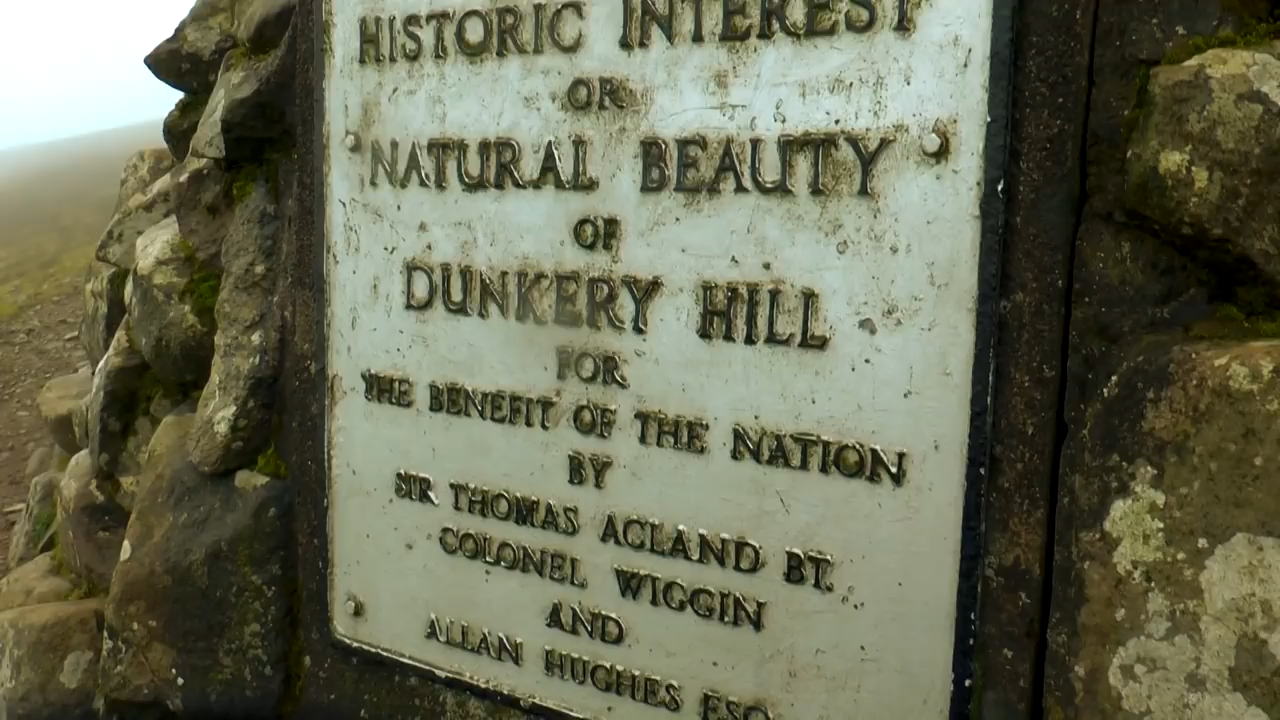 HISTORIC INTEREST
OR
NATURAL BEAUTY
OF
DUNKERY HILL
FOR
THE BENEFIT OF THE NATION
BY
SIR THOMAS ACLAND BT.
COLONEL WIGGIN
AND
ALLAN HUGHES ESQ